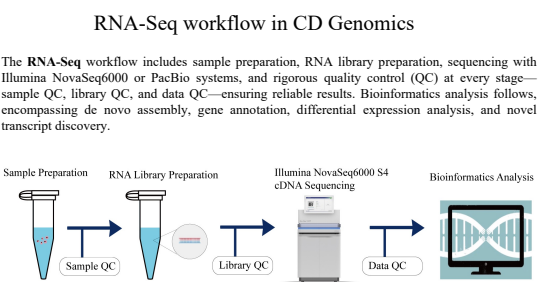 RNA-Seq workflow in CD Genomics
The RNA-Seq workflow includes sample preparation, RNA library preparation, sequencing with
Illumina NovaSeq6000 or PacBio systems, and rigorous quality control (QC) at every stage—
sample QC, library QC, and data QC—ensuring reliable results. Bioinformatics analysis follows,
encompassing de novo assembly, gene annotation, differential expression analysis, and novel
transcript discovery.
Sample Preparation
RNA Library Preparation
Illumina NovaSeq6000 S4
cDNA Sequencing
Bioinformatics Analysis
Sample QC
Library QC
Data QC